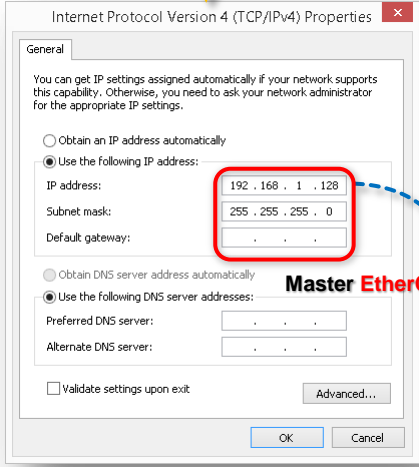 Internet Protocol Version 4 (TCP/IPv4) Properties
General
You can get IP settings assigned automatically if your network supports
this capability. Otherwise, you need to ask your network administrator
for the appropriate IP settings.
Obtain an IP address automatically
Use the following IP address:
IP address: 192 . 168 . 1 . 128
Subnet mask: 255 . 255 . 255 . 0
Default gateway: . . .
Obtain DNS server address automatically
Master Ether
Use the following DNS server addresses:
Preferred DNS server: . . .
Alternate DNS server: . . .
Validate settings upon exit
Advanced...
OK Cancel